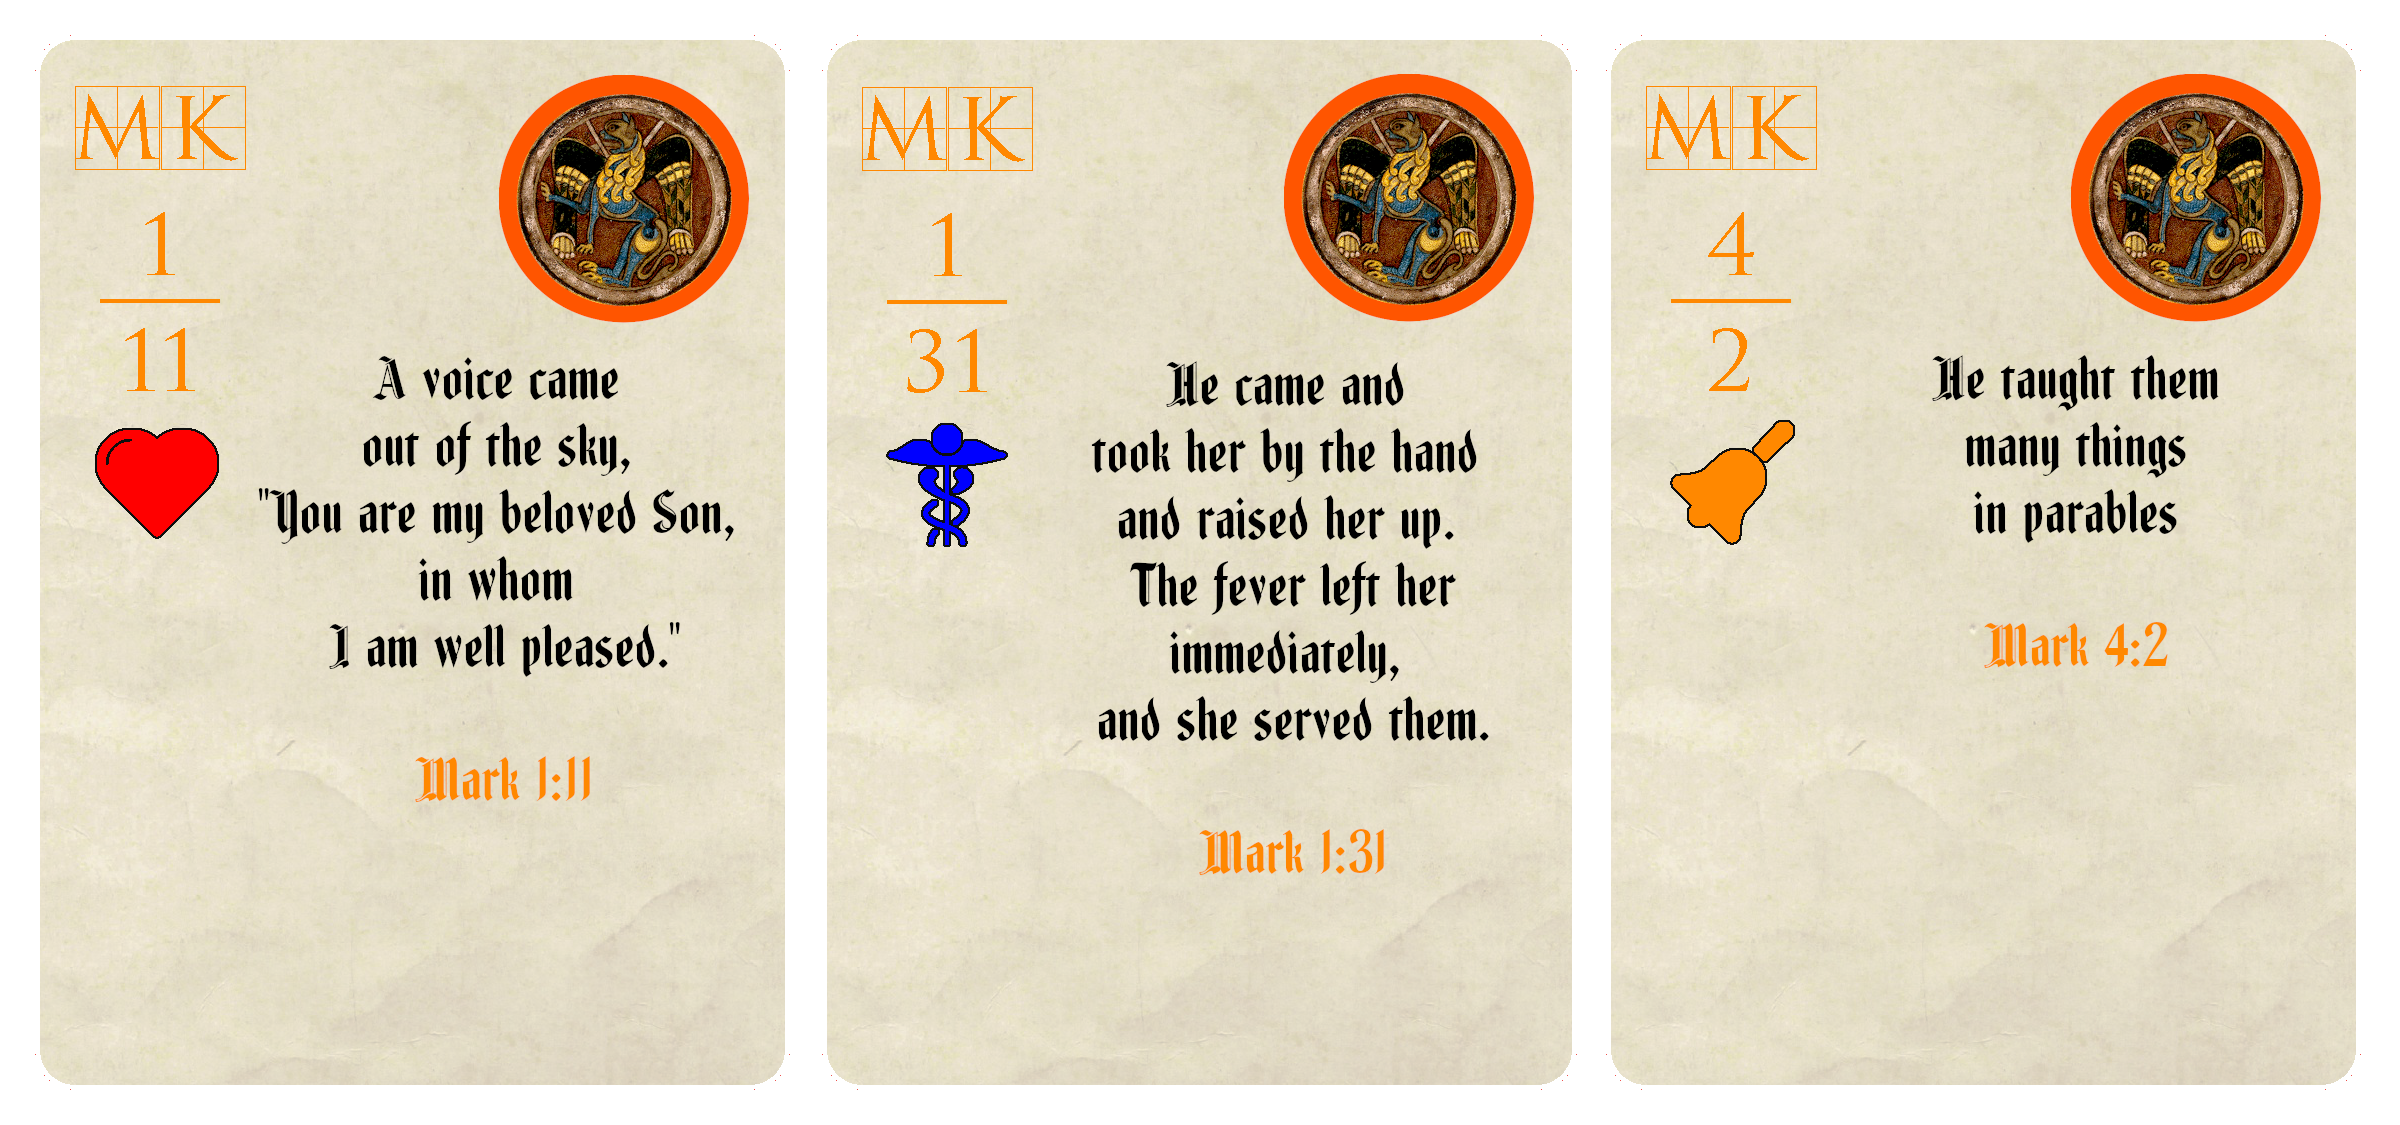 MK
1
11
A voice came
out of the sky,
"You are my beloved Son,
in whom
I am well pleased."
Mark 1:11
MK
1
31
He came and
took her by the hand
and raised her up.
The fever left her
immediately,
and she served them.
Mark 1:31
MK
4
2
He taught them
many things
in parables
Mark 4:2